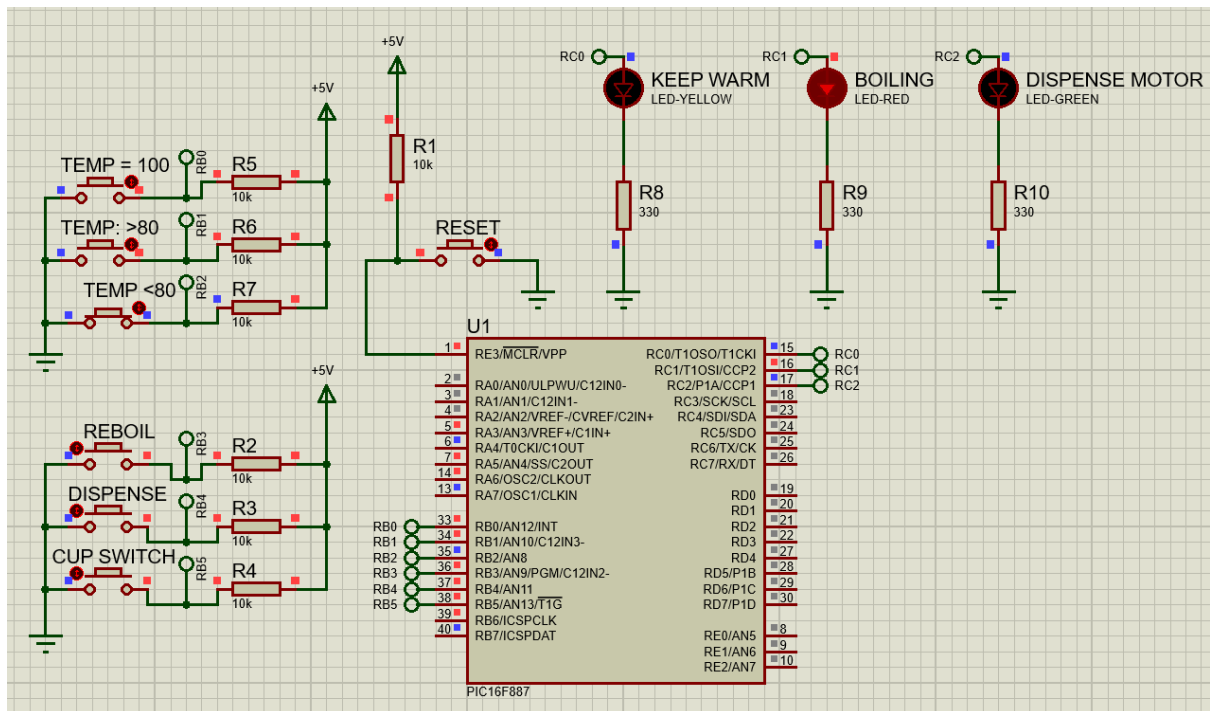 +5V
+5V
RC0
KEEP WARM
LED-YELLOW
RC1
BOILING
LED-RED
RC2
DISPENSE MOTOR
LED-GREEN
R1
10k
TEMP = 100
RB0
R5
10k
TEMP: >80
RB1
R6
10k
TEMP <80
RB2
R7
10k
RESET
R8
330
R9
330
R10
330
+5V
REBOIL
RB3
R2
10k
DISPENSE
RB4
R3
10k
CUP SWITCH
RB5
R4
10k
U1
1 RE3/MCLR/VPP
2 RA0/AN0/ULPWU/C12IN0-
3 RA1/AN1/C12IN1-
4 RA2/AN2/VREF-/CVREF/C2IN+
5 RA3/AN3/VREF+/C1IN+
6 RA4/T0CKI/C1OUT
7 RA5/AN4/SS/C2OUT
14 RA6/OSC2/CLKOUT
13 RA7/OSC1/CLKIN
RB0 33 RB0/AN12/INT
RB1 34 RB1/AN10/C12IN3-
RB2 35 RB2/AN8
RB3 36 RB3/AN9/PGM/C12IN2-
RB4 37 RB4/AN11
RB5 38 RB5/AN13/T1G
39 RB6/ICSPCLK
40 RB7/ICSPDAT
RC0/T1OSO/T1CKI 15 RC0
RC1/T1OSI/CCP2 16 RC1
RC2/P1A/CCP1 17 RC2
RC3/SCK/SCL 18
RC4/SDI/SDA 23
RC5/SDO 24
RC6/TX/CK 25
RC7/RX/DT 26
RD0 19
RD1 20
RD2 21
RD3 22
RD4 27
RD5/P1B 28
RD6/P1C 29
RD7/P1D 30
RE0/AN5 8
RE1/AN6 9
RE2/AN7 10
PIC16F887